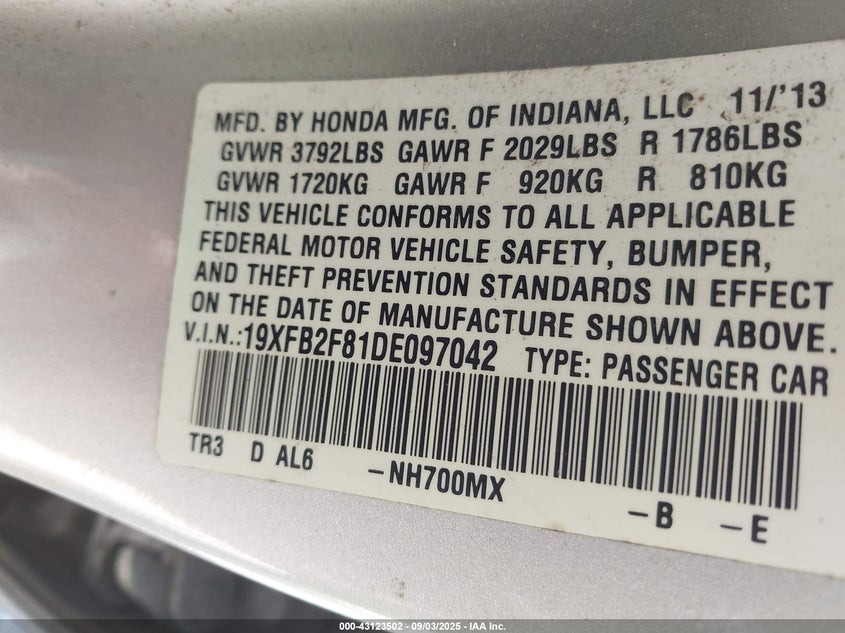 MFD. BY HONDA MFG. OF INDIANA, LLC 11/'13
GVWR 3792LBS GAWR F 2029LBS R 1786LBS
GVWR 1720KG GAWR F 920KG R 810KG
THIS VEHICLE CONFORMS TO ALL APPLICABLE
FEDERAL MOTOR VEHICLE SAFETY, BUMPER,
AND THEFT PREVENTION STANDARDS IN EFFECT
ON THE DATE OF MANUFACTURE SHOWN ABOVE.
V.I.N.:19XFB2F81DE097042 TYPE: PASSENGER CAR
TR3 D AL6 -NH700MX -B -E
000-43123502 - 09/03/2025 - IAA Inc.